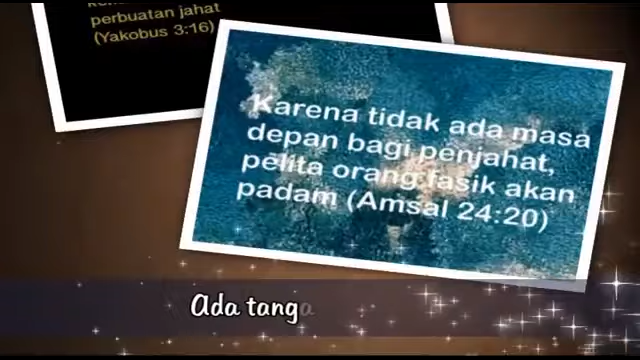 perbuatan jahat
(Yakobus 3:16)
Karena tidak ada masa
depan bagi penjahat,
pelita orang fasik akan
padam (Amsal 24:20)
Ada tanga